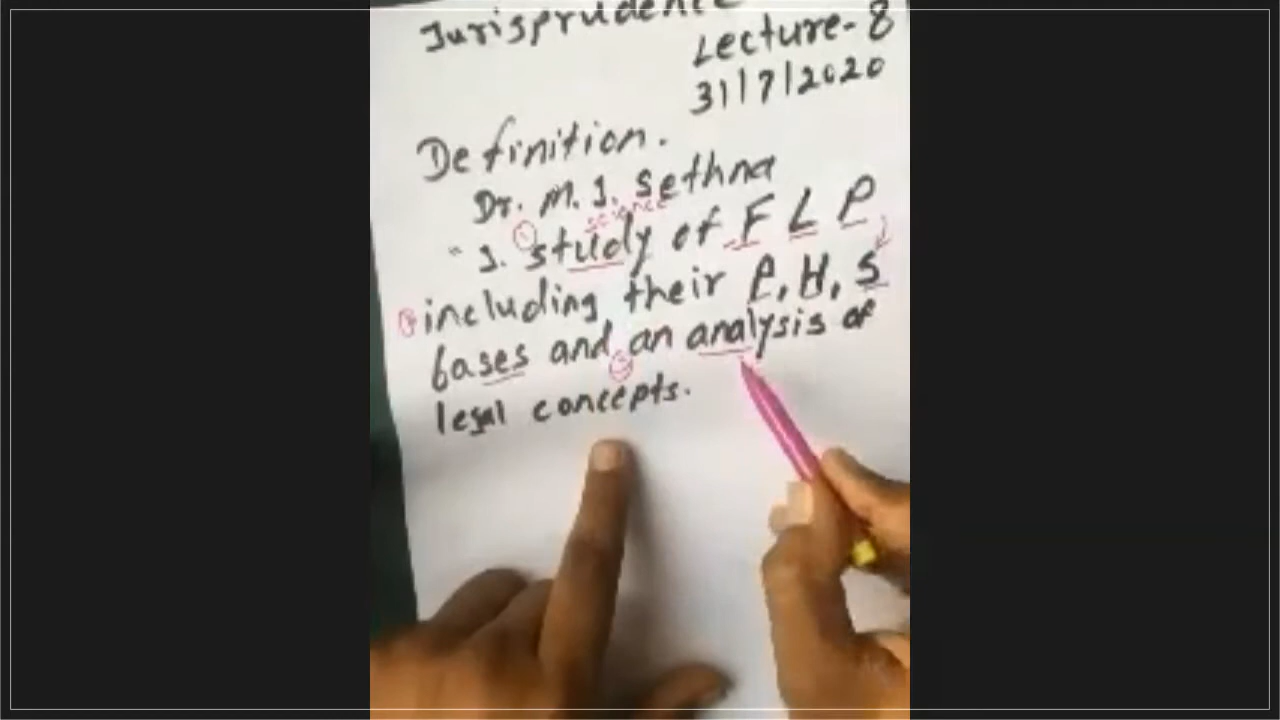 Jurisprudence
Lecture-8
31/7/2020
Definition.
Dr. M. J. Sethna
science
" J. study of F L P
including their P, H, S
bases and an analysis of
legal concepts.